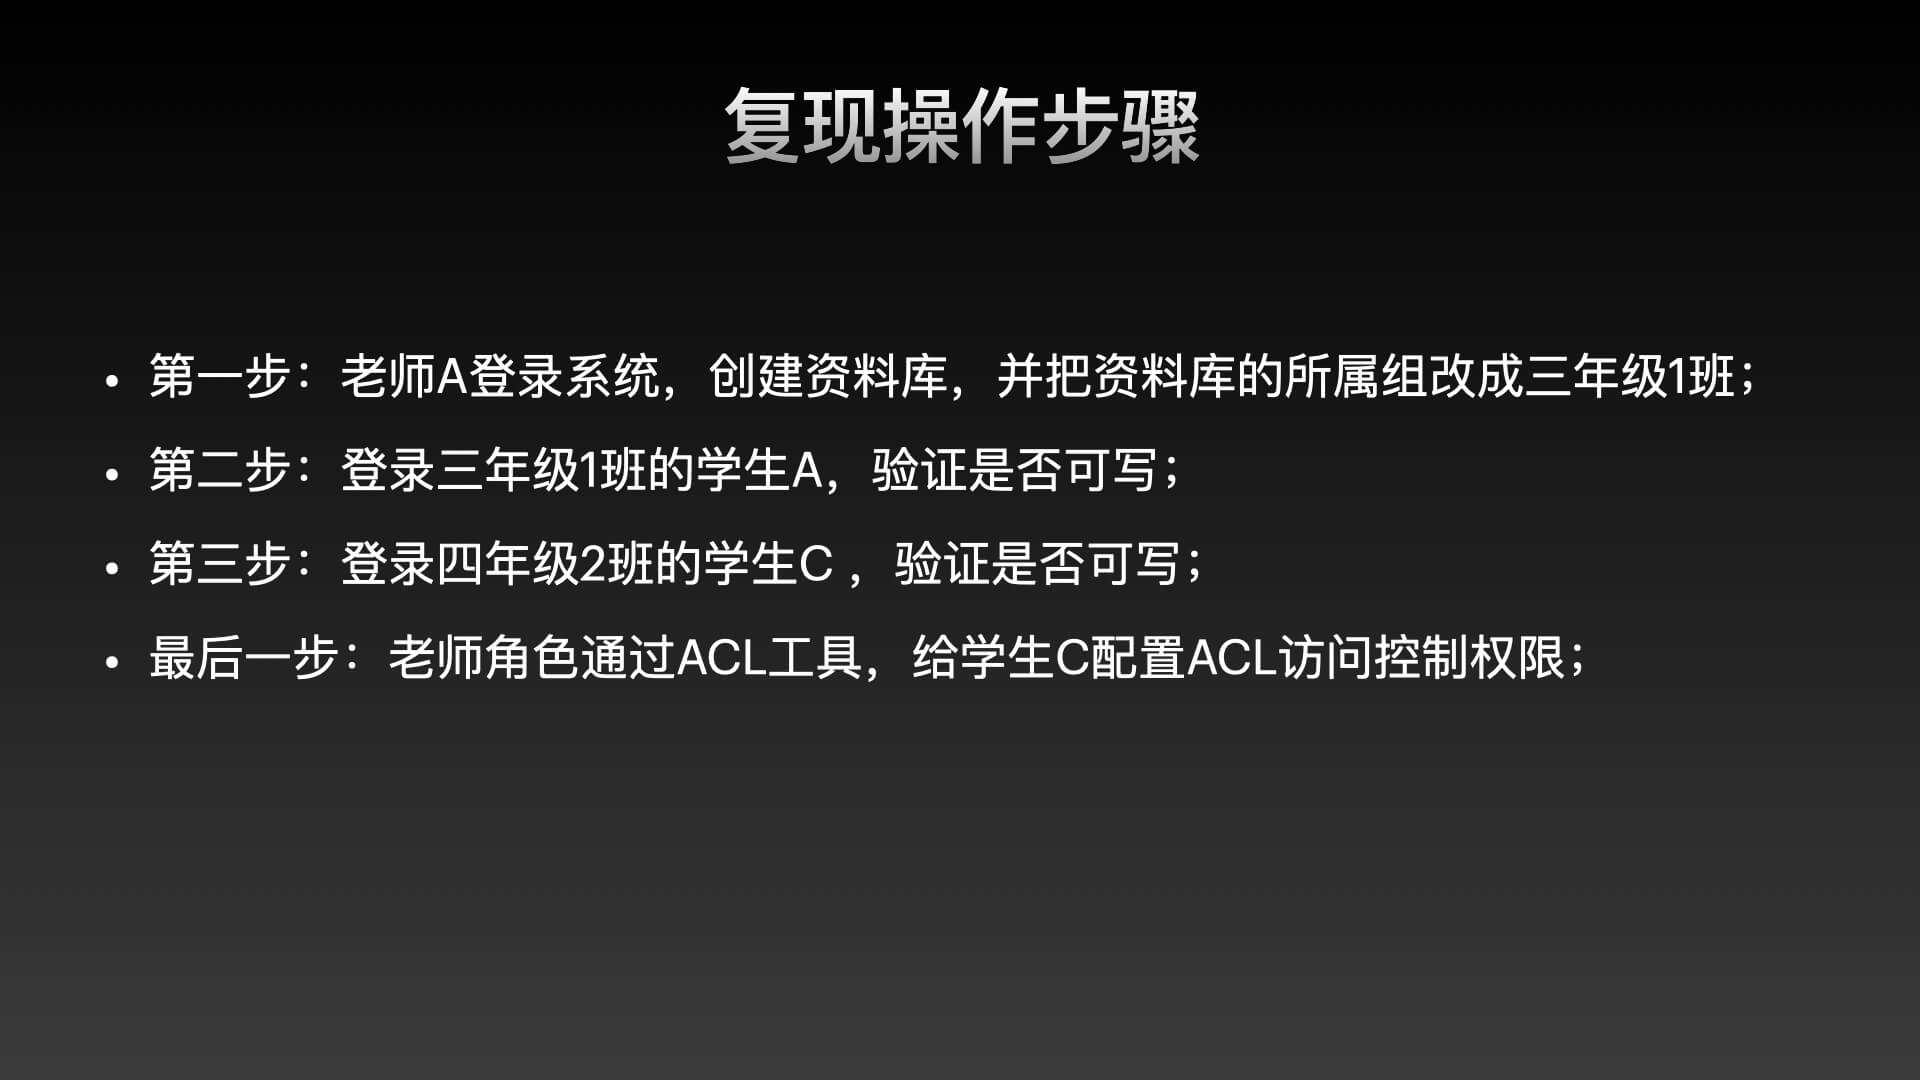 复现操作步骤
• 第一步：老师A登录系统，创建资料库，并把资料库的所属组改成三年级1班；
• 第二步：登录三年级1班的学生A，验证是否可写；
• 第三步：登录四年级2班的学生C ，验证是否可写；
• 最后一步：老师角色通过ACL工具，给学生C配置ACL访问控制权限；